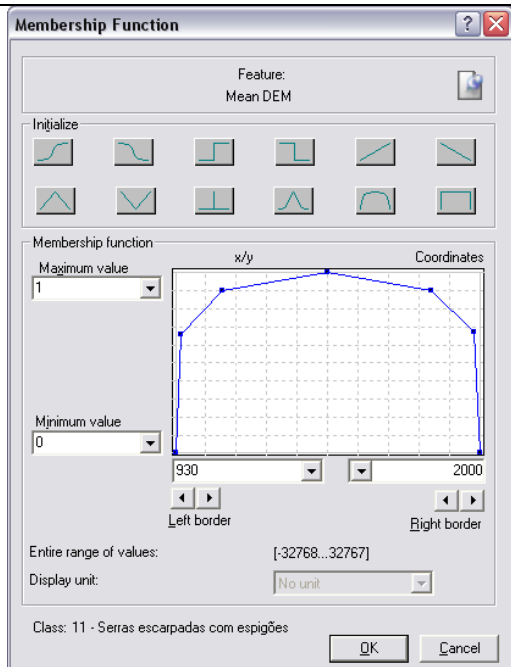 Membership Function
Feature:
Mean DEM
Initialize
Membership function
Maximum value
x/y
Coordinates
1
Minimum value
0
930
2000
Left border
Right border
Entire range of values:
[-32768...32767]
Display unit:
No unit
Class: 11 - Serras escarpadas com espigões
OK
Cancel